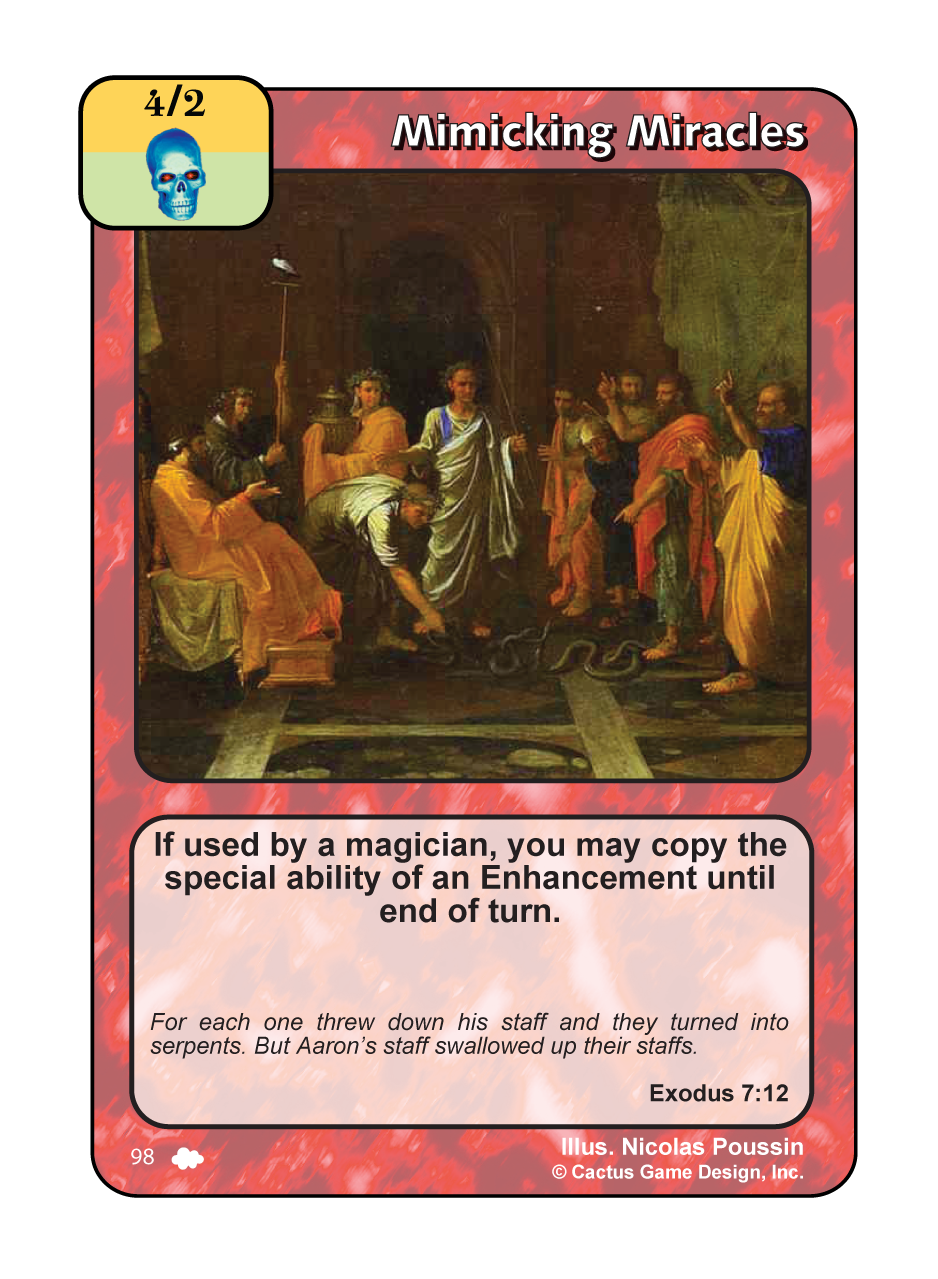 4/2
Mimicking Miracles
If used by a magician, you may copy the
special ability of an Enhancement until
end of turn.
For each one threw down his staff and they turned into
serpents. But Aaron's staff swallowed up their staffs.
Exodus 7:12
98
Illus. Nicolas Poussin
© Cactus Game Design, Inc.